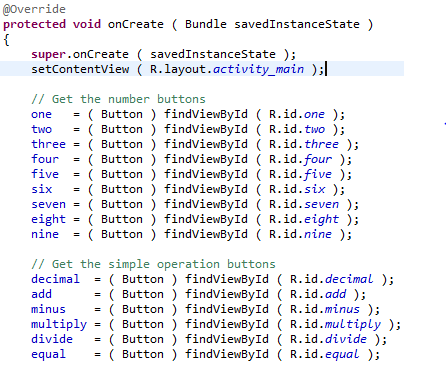 @Override
protected void onCreate ( Bundle savedInstanceState )
{
    super.onCreate ( savedInstanceState );
    setContentView ( R.layout.activity_main );

    // Get the number buttons
    one   = ( Button ) findViewById ( R.id.one );
    two   = ( Button ) findViewById ( R.id.two );
    three = ( Button ) findViewById ( R.id.three );
    four  = ( Button ) findViewById ( R.id.four );
    five  = ( Button ) findViewById ( R.id.five );
    six   = ( Button ) findViewById ( R.id.six );
    seven = ( Button ) findViewById ( R.id.seven );
    eight = ( Button ) findViewById ( R.id.eight );
    nine  = ( Button ) findViewById ( R.id.nine );

    // Get the simple operation buttons
    decimal  = ( Button ) findViewById ( R.id.decimal );
    add      = ( Button ) findViewById ( R.id.add );
    minus    = ( Button ) findViewById ( R.id.minus );
    multiply = ( Button ) findViewById ( R.id.multiply );
    divide   = ( Button ) findViewById ( R.id.divide );
    equal    = ( Button ) findViewById ( R.id.equal );